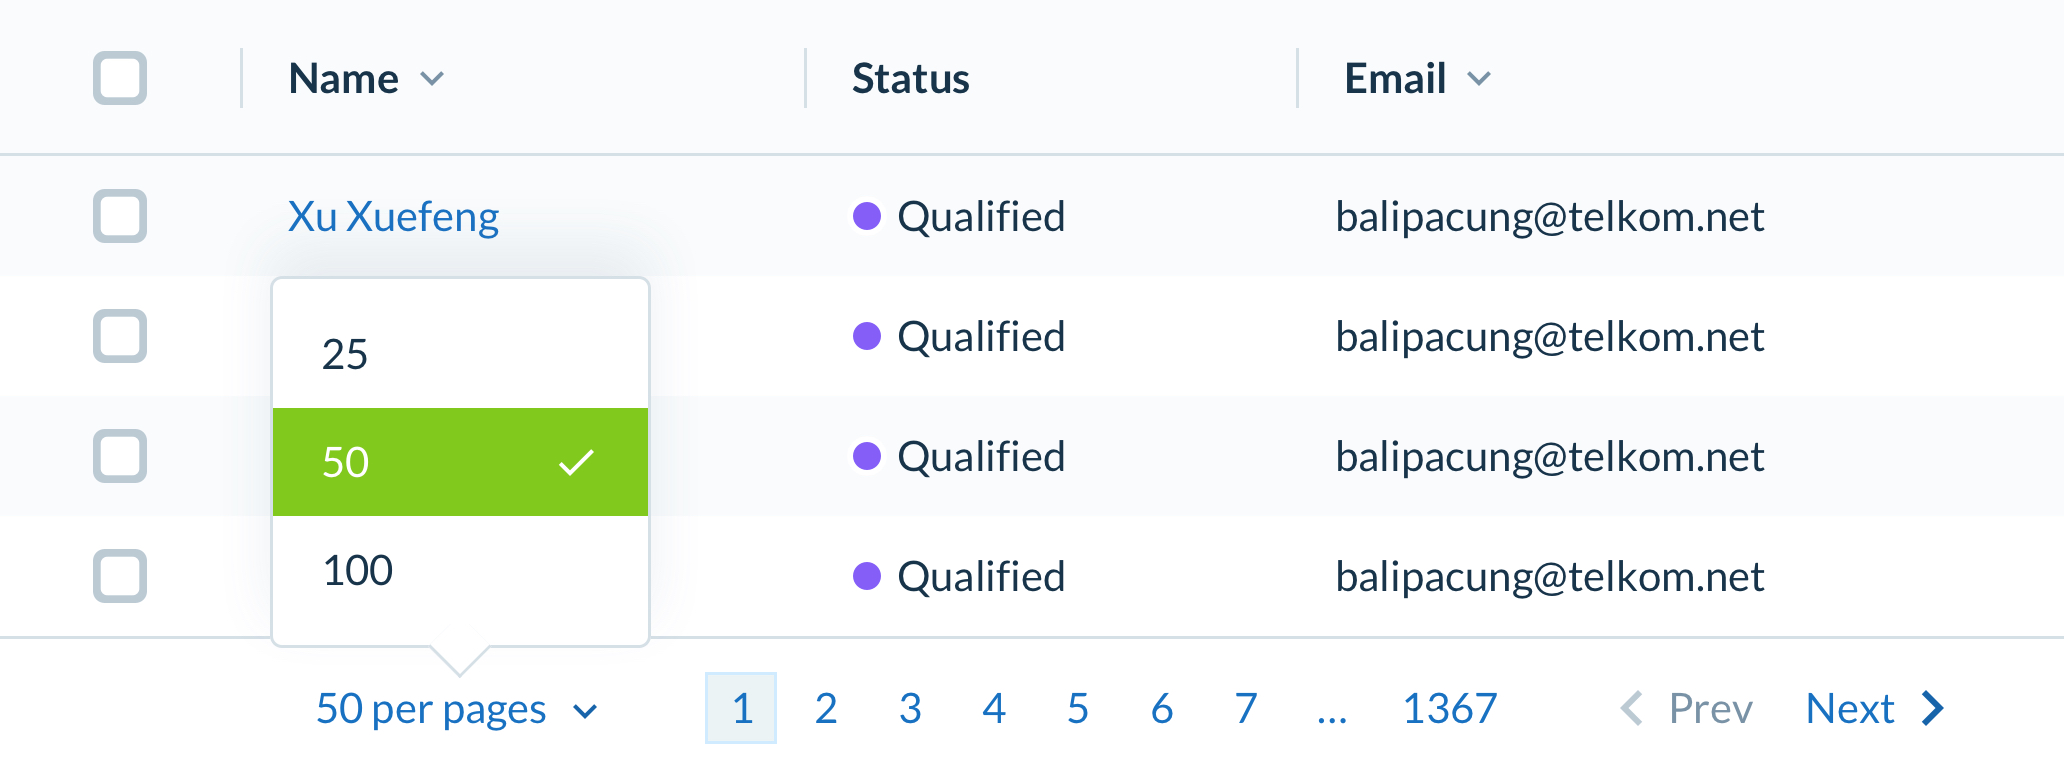 Name Status Email
Xu Xuefeng Qualified balipacung@telkom.net
Qualified balipacung@telkom.net
Qualified balipacung@telkom.net
Qualified balipacung@telkom.net
25
50
100
50 per pages 1 2 3 4 5 6 7 ... 1367 Prev Next